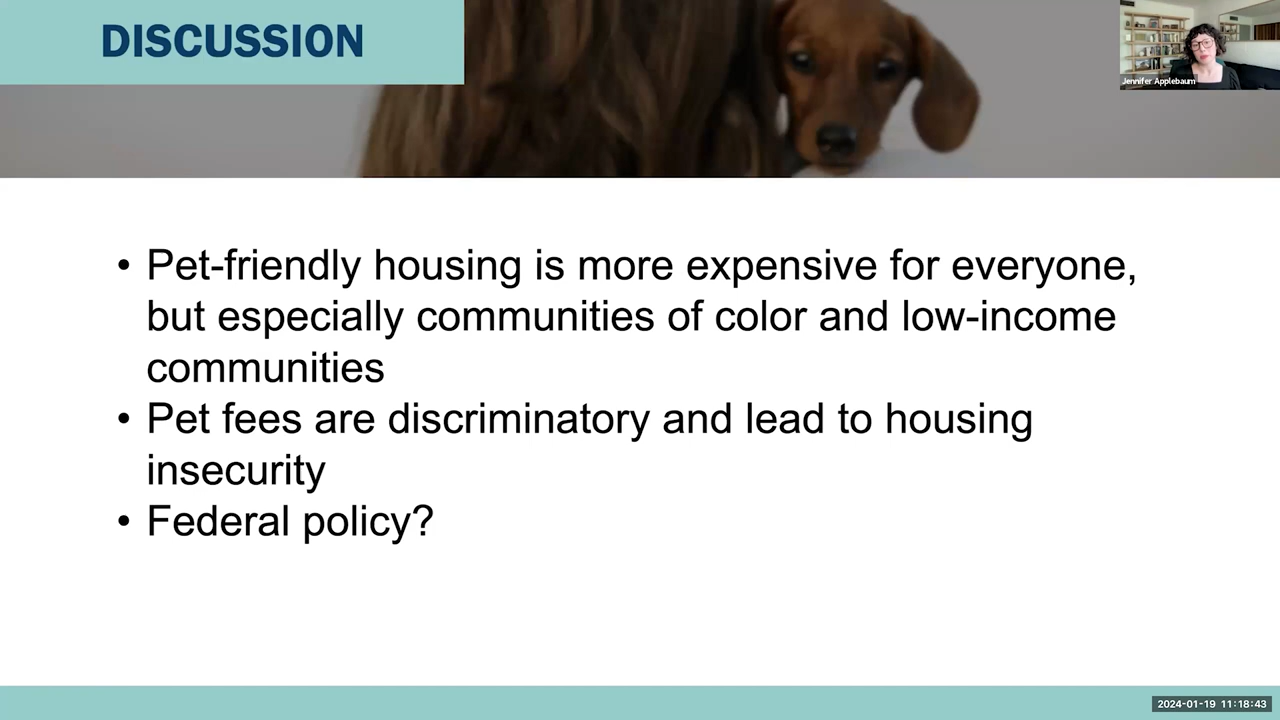 DISCUSSION
Jennifer Applebaum
• Pet-friendly housing is more expensive for everyone,
but especially communities of color and low-income
communities
• Pet fees are discriminatory and lead to housing
insecurity
• Federal policy?
2024-01-19 11:18:43